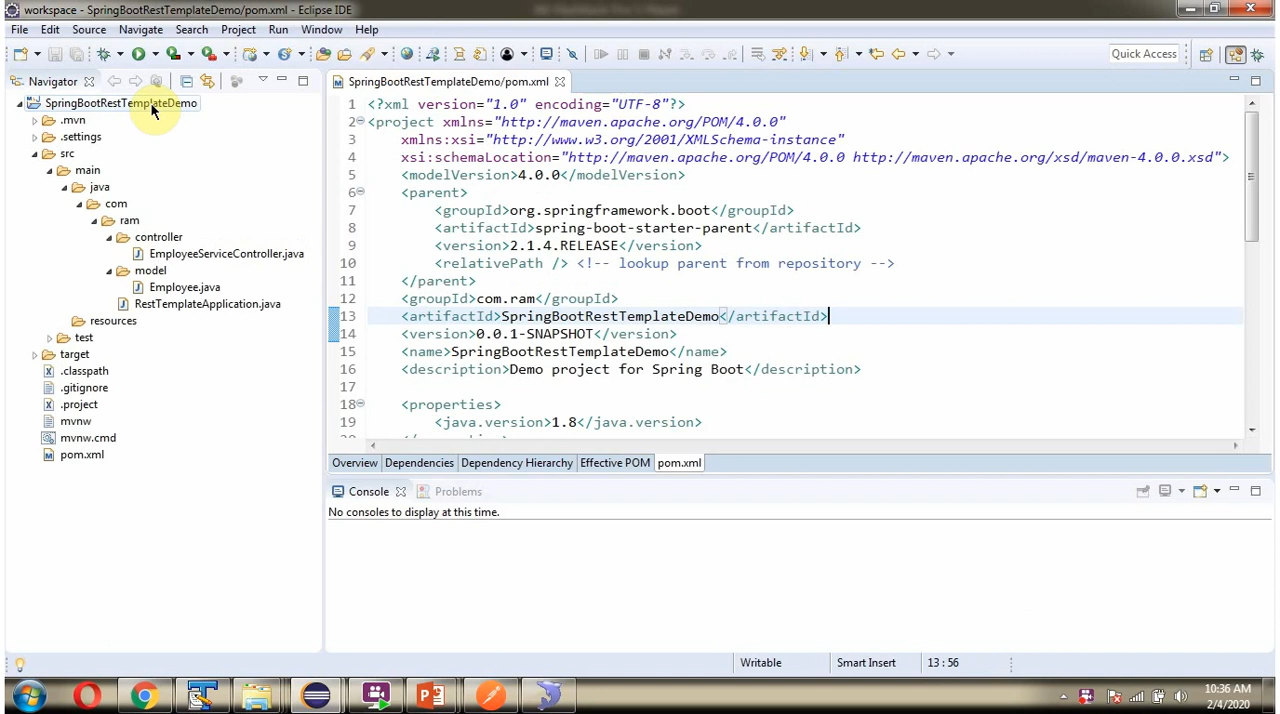 workspace - SpringBootRestTemplateDemo/pom.xml - Eclipse IDE
File Edit Source Navigate Search Project Run Window Help
Quick Access
Navigator
SpringBootRestTemplateDemo
.mvn
.settings
src
main
java
com
ram
controller
EmployeeServiceController.java
model
Employee.java
RestTemplateApplication.java
resources
test
target
.classpath
.gitignore
.project
mvnw
mvnw.cmd
pom.xml
SpringBootRestTemplateDemo/pom.xml
1 <?xml version="1.0" encoding="UTF-8"?>
2 <project xmlns="http://maven.apache.org/POM/4.0.0"
3 xmlns:xsi="http://www.w3.org/2001/XMLSchema-instance"
4 xsi:schemaLocation="http://maven.apache.org/POM/4.0.0 http://maven.apache.org/xsd/maven-4.0.0.xsd">
5 <modelVersion>4.0.0</modelVersion>
6 <parent>
7 <groupId>org.springframework.boot</groupId>
8 <artifactId>spring-boot-starter-parent</artifactId>
9 <version>2.1.4.RELEASE</version>
10 <relativePath /> <!-- lookup parent from repository -->
11 </parent>
12 <groupId>com.ram</groupId>
13 <artifactId>SpringBootRestTemplateDemo</artifactId>
14 <version>0.0.1-SNAPSHOT</version>
15 <name>SpringBootRestTemplateDemo</name>
16 <description>Demo project for Spring Boot</description>
17
18 <properties>
19 <java.version>1.8</java.version>
Overview Dependencies Dependency Hierarchy Effective POM pom.xml
Console Problems
No consoles to display at this time.
Writable Smart Insert 13 : 56
10:36 AM
2/4/2020